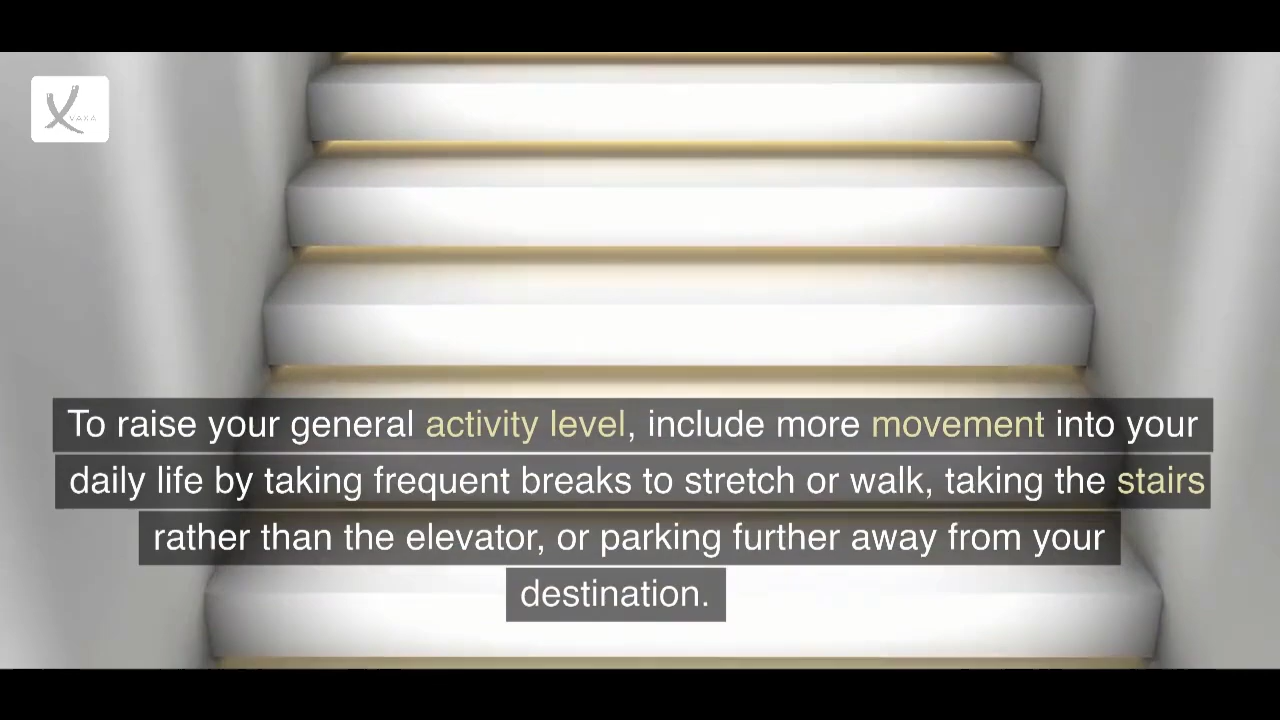 VAXA
To raise your general activity level, include more movement into your
daily life by taking frequent breaks to stretch or walk, taking the stairs
rather than the elevator, or parking further away from your
destination.